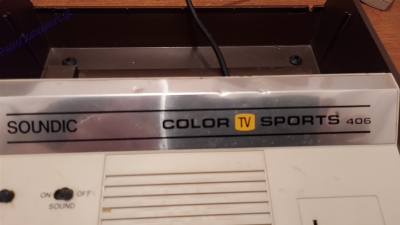 SOUNDIC COLOR TV SPORTS 406
ON OFF
SOUND